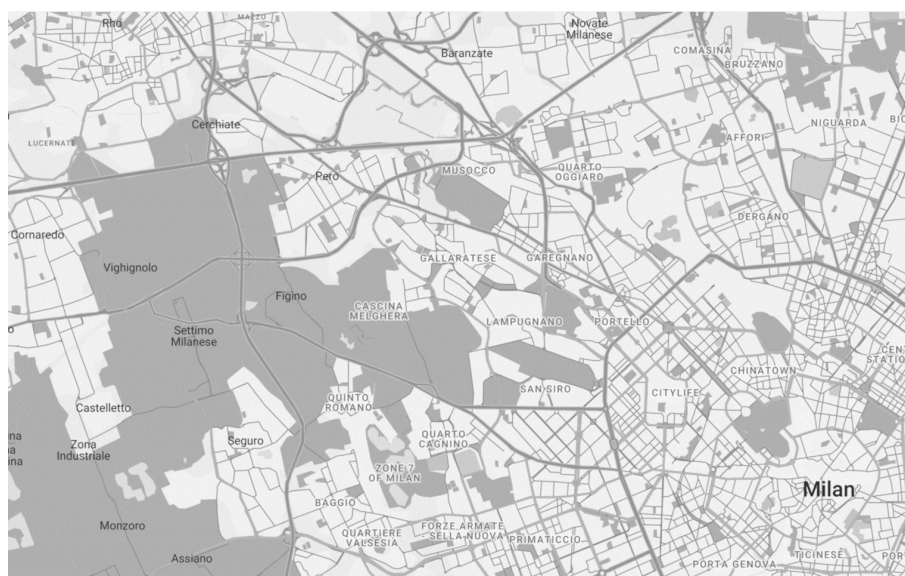 Rho
MAZZO
Baranzate
Novate
Milanese
COMASINA
BRUZZANO
Cerchiate
LUCERNATE
AFFORI
NIGUARDA
Pero
MUSOCCO
QUARTO
OGGIARO
DERGANO
Cornaredo
Vighignolo
GALLARATESE
GAREGNANO
Figino
CASCINA
MELGHERA
Settimo
Milanese
LAMPUGNANO
PORTELLO
CHINATOWN
SAN SIRO
CITYLIFE
Castelletto
QUINTO
ROMANO
Zona
Industriale
Seguro
QUARTO
CAGNINO
ZONE 7
OF MILAN
Milan
BAGGIO
Monzoro
QUARTIERE
VALSESIA
FORZE ARMATE
- SELLA NUOVA
PRIMATICCIO
TICINESE
Assiano
PORTA GENOVA